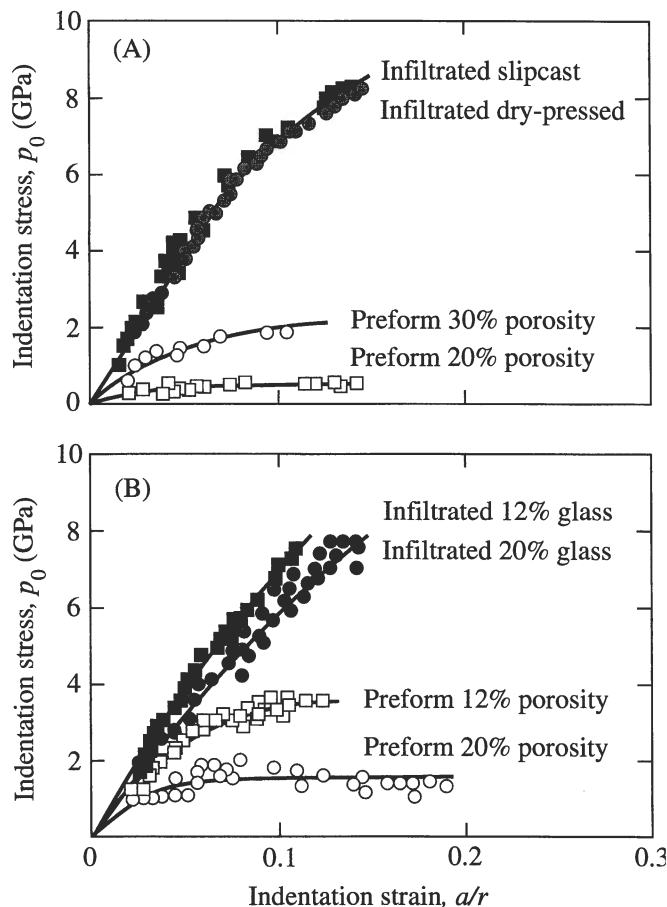 10
(A)
Infiltrated slipcast
8
Infiltrated dry-pressed
6
4
Preform 30% porosity
2
Preform 20% porosity
0
Indentation stress, p₀ (GPa)
10
(B)
Infiltrated 12% glass
8
Infiltrated 20% glass
6
4
Preform 12% porosity
Preform 20% porosity
2
Indentation stress, p₀ (GPa)
0
0.1
0.2
0.3
Indentation strain, a/r